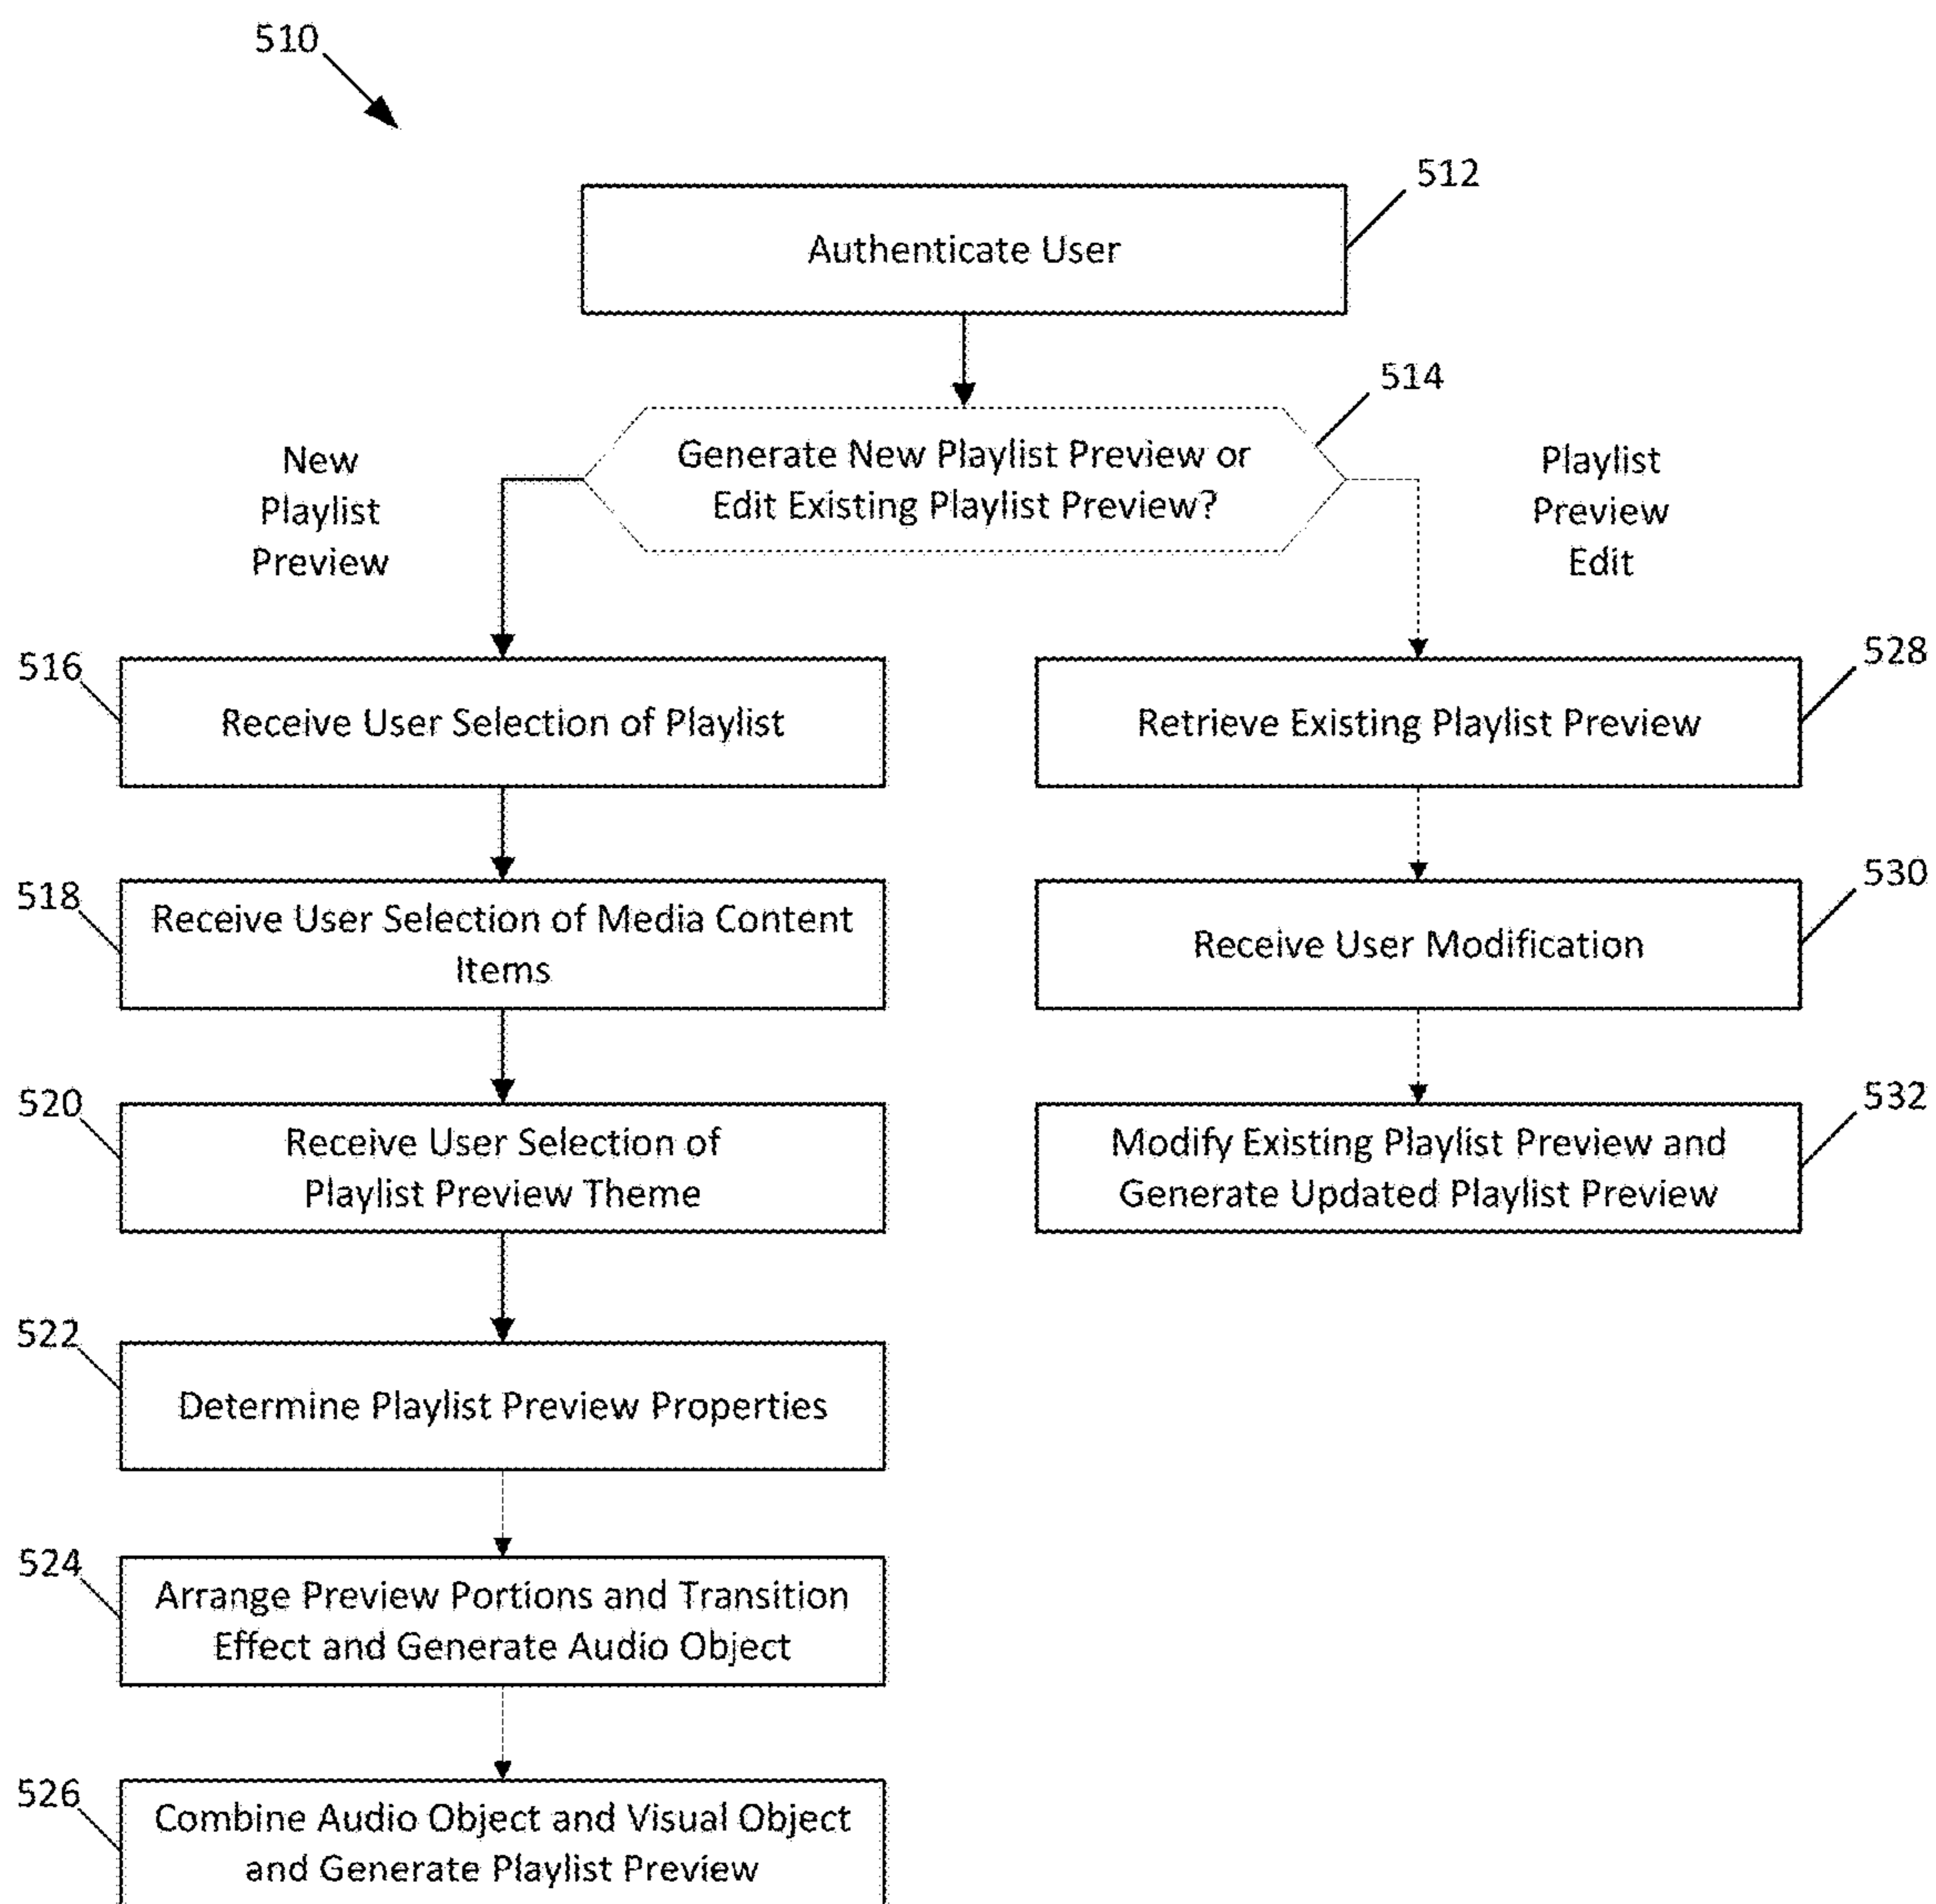 510
512
Authenticate User
514
Generate New Playlist Preview or
Edit Existing Playlist Preview?
New
Playlist
Preview
Playlist
Preview
Edit
516
Receive User Selection of Playlist
528
Retrieve Existing Playlist Preview
518
Receive User Selection of Media Content
Items
530
Receive User Modification
520
Receive User Selection of
Playlist Preview Theme
532
Modify Existing Playlist Preview and
Generate Updated Playlist Preview
522
Determine Playlist Preview Properties
524
Arrange Preview Portions and Transition
Effect and Generate Audio Object
526
Combine Audio Object and Visual Object
and Generate Playlist Preview